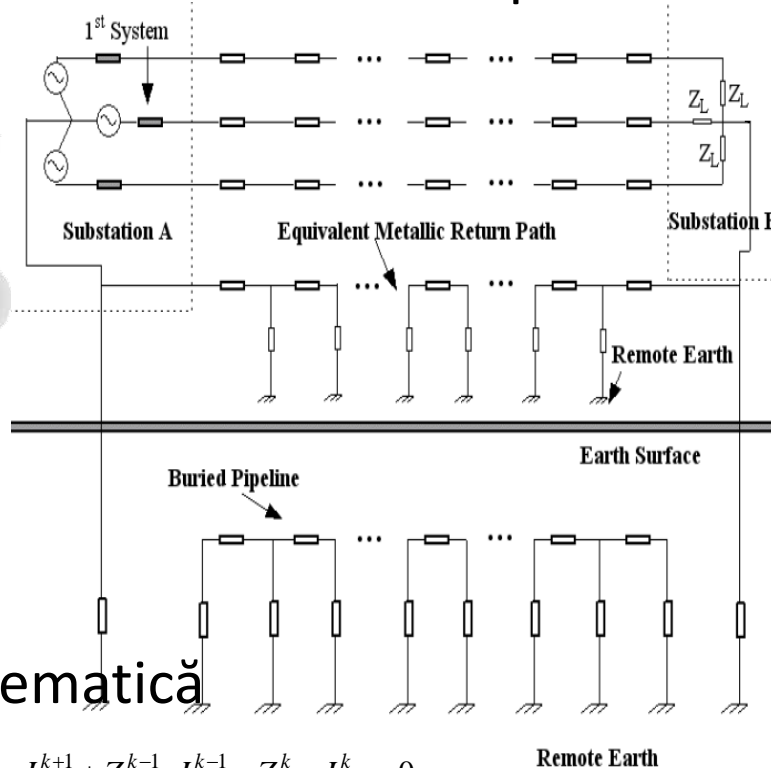 1st System
...
...
ZL
ZL
...
...
ZL
...
...
Substation A
Equivalent Metallic Return Path
Substation
...
...
Remote Earth
Earth Surface
Buried Pipeline
...
...
ematică
Remote Earth